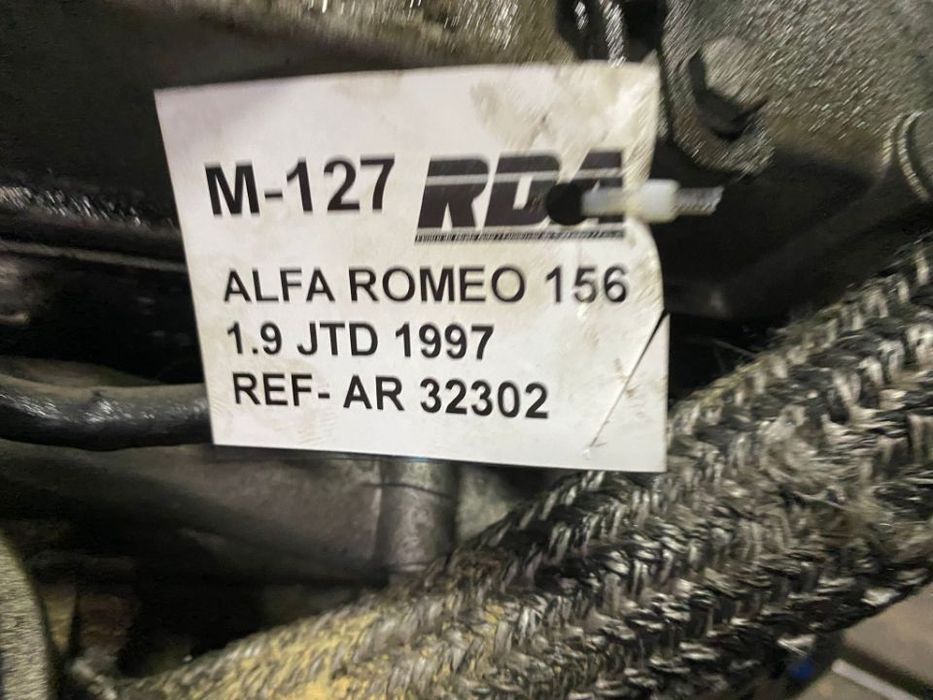 M-127 RDA
ALFA ROMEO 156
1.9 JTD 1997
REF- AR 32302